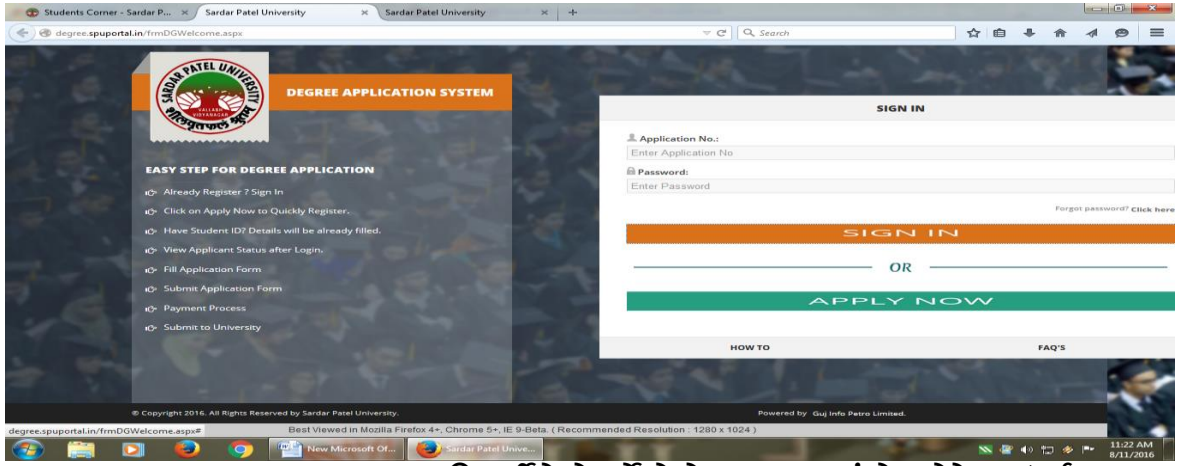 Students Corner - Sardar P... × Sardar Patel University × Sardar Patel University × +
degree.spuportal.in/frmDGWelcome.aspx Search
SARDAR PATEL UNIVERSITY
VALLABH
VIDYANAGAR
DEGREE APPLICATION SYSTEM
EASY STEP FOR DEGREE APPLICATION
Already Register ? Sign In
Click on Apply Now to Quickly Register.
Have Student ID? Details will be already filled.
View Applicant Status after Login.
Fill Application Form
Submit Application Form
Payment Process
Submit to University
SIGN IN
Application No.:
Enter Application No
Password:
Enter Password
Forgot password? Click here
SIGN IN
OR
APPLY NOW
HOW TO FAQ'S
© Copyright 2016. All Rights Reserved by Sardar Patel University. Powered by Guj Info Petro Limited.
degree.spuportal.in/frmDGWelcome.aspx# Best Viewed in Mozilla Firefox 4+, Chrome 5+, IE 9-Beta. ( Recommended Resolution : 1280 x 1024 )
New Microsoft Of... Sardar Patel Unive... 11:22 AM
8/11/2016